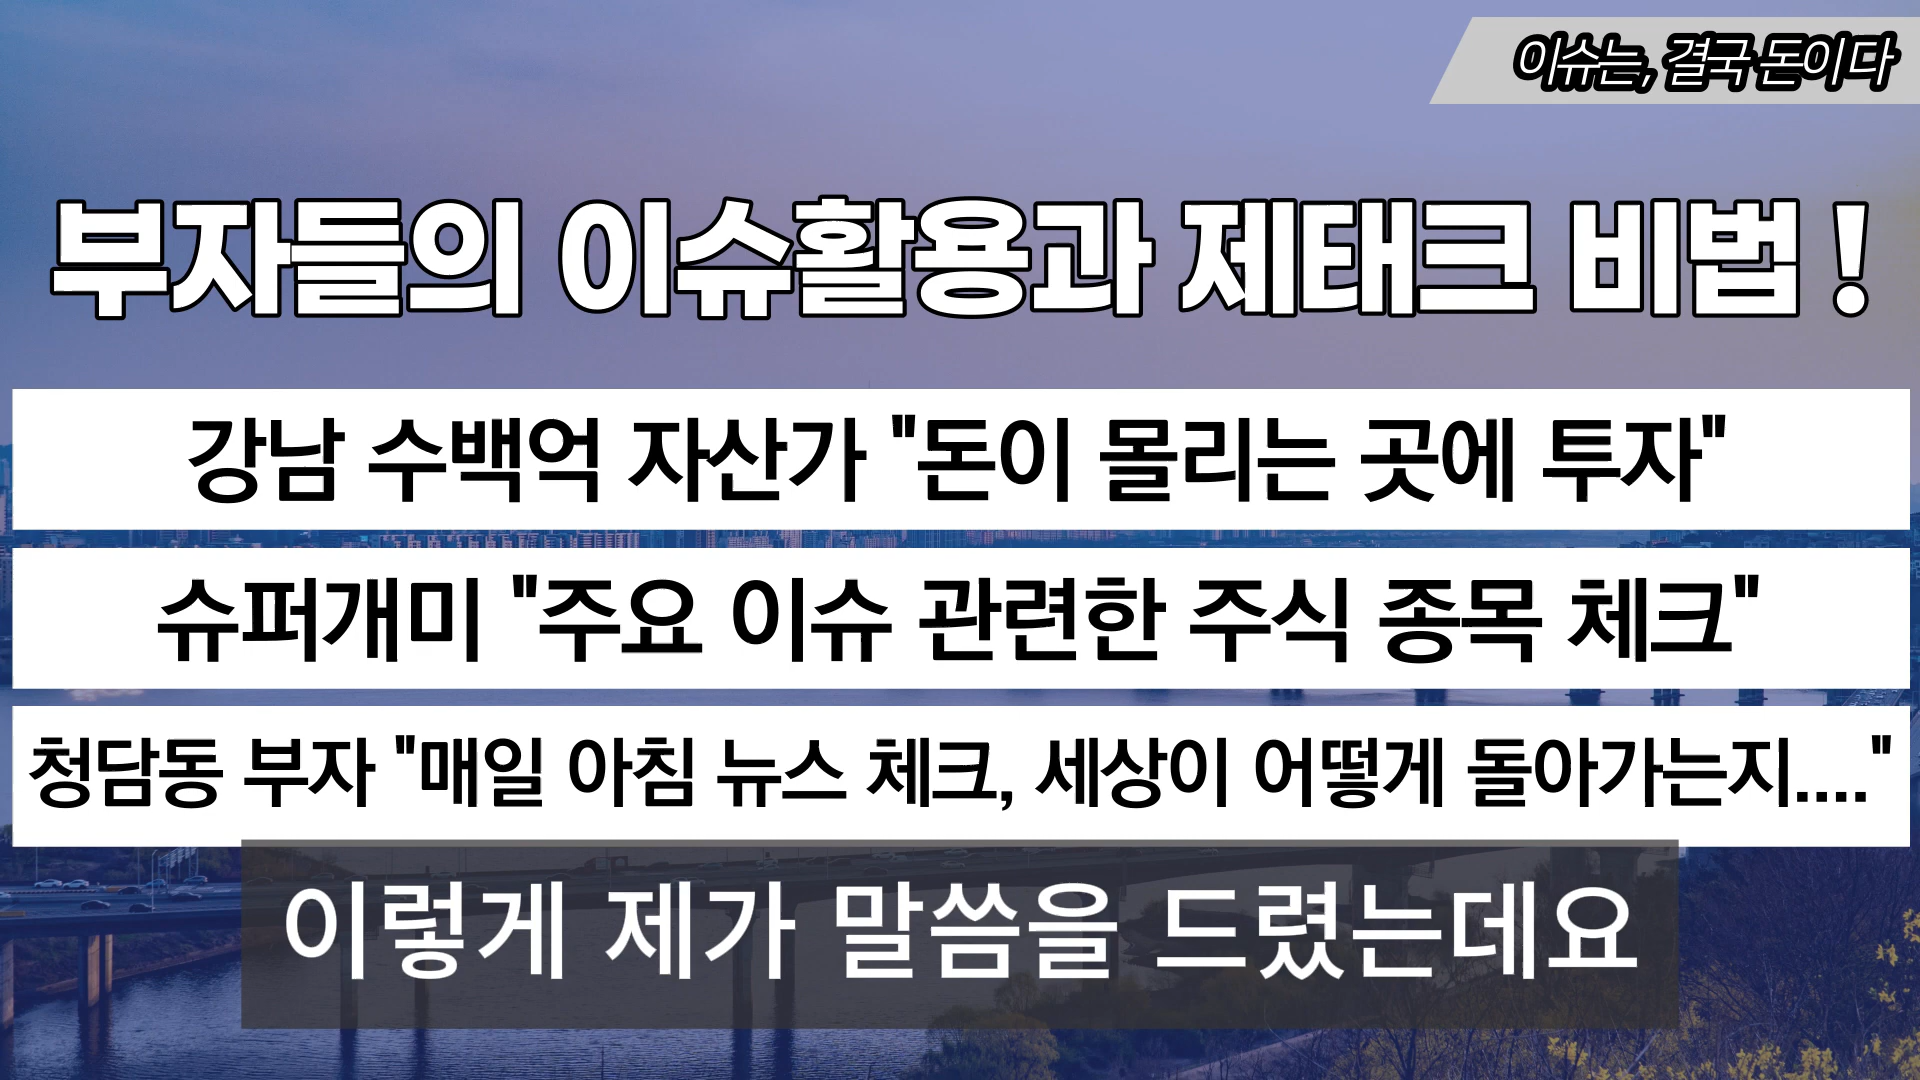 이슈는, 결국 돈이다
부자들의 이슈활용과 제태크 비법 !
강남 수백억 자산가 "돈이 몰리는 곳에 투자"
슈퍼개미 "주요 이슈 관련한 주식 종목 체크"
청담동 부자 "매일 아침 뉴스 체크, 세상이 어떻게 돌아가는지...."
이렇게 제가 말씀을 드렸는데요